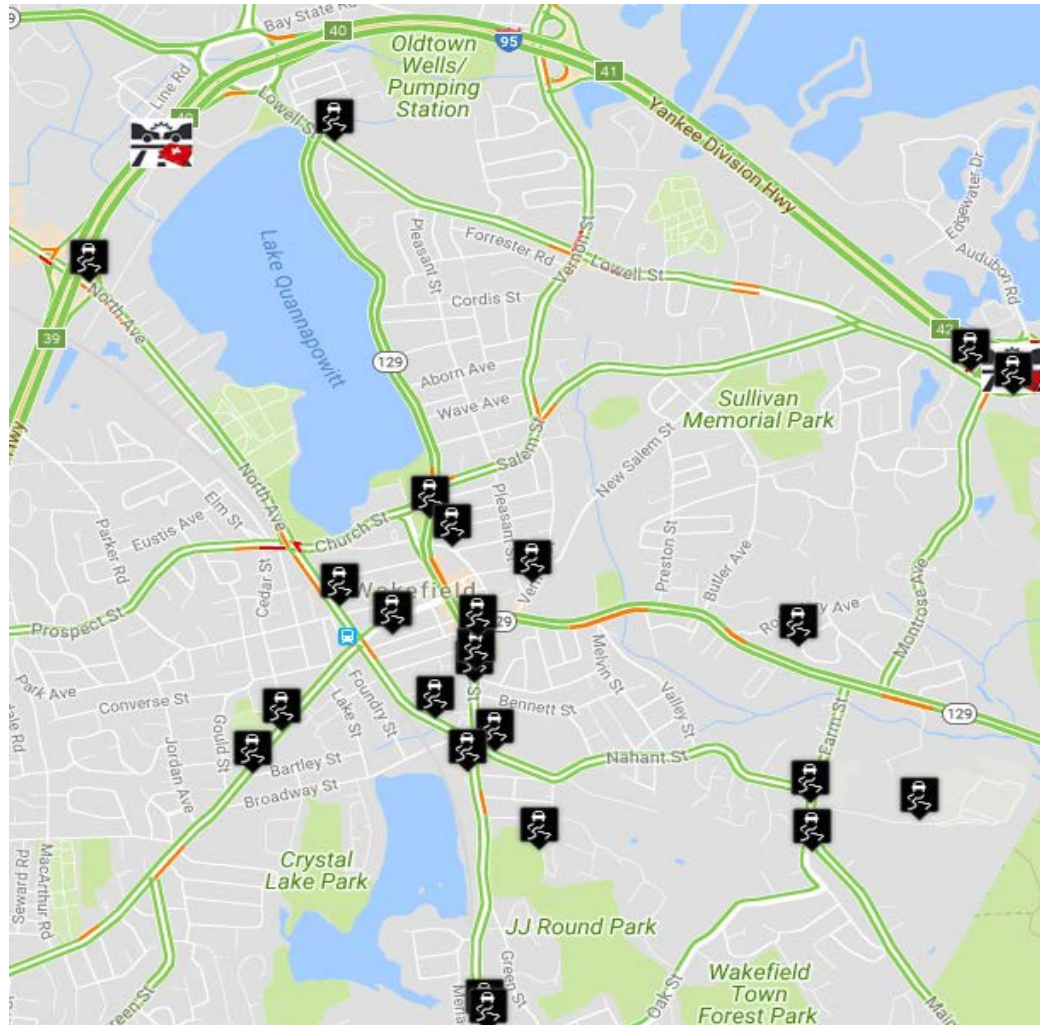 Bay State Rd
40
Oldtown
Wells/
Pumping
Station
95
41
Line Rd
Lowell St
Yankee Division Hwy
Edgewater Dr
Audubon Rd
Lake Quannapowitt
Pleasant St
Forrester Rd
Vernon St
Lowell St
Cordis St
North Ave
39
42
129
Aborn Ave
Wave Ave
Sullivan
Memorial Park
Hwy
Salem St
New Salem St
North Ave
Elm St
Pleasant St
Eustis Ave
Parker Rd
Church St
Cedar St
Preston St
Butler Ave
Wakefield
Prospect St
Montrose Ave
Melvin St
Park Ave
Converse St
Foundry St
Lake St
Gould St
Bennett St
Valley St
Farm St
129
Jordan Ave
Bartley St
Broadway St
Nahant St
MacArthur Rd
Seward Rd
Crystal
Lake Park
JJ Round Park
Green St
Oak St
Wakefield
Town
Forest Park
Main
Green St